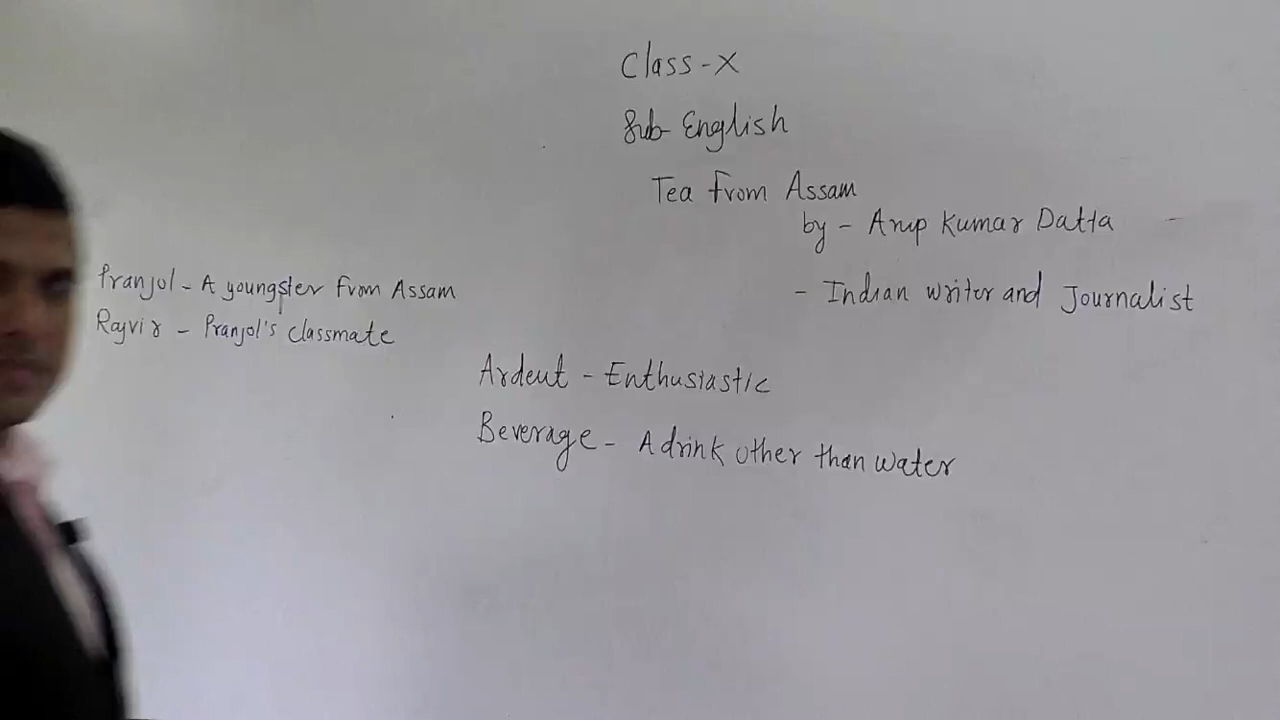 Class-X
Sub- English
Tea from Assam
by - Arup Kumar Datta
- Indian writer and Journalist
Pranjol - A youngster from Assam
Rajvir - Pranjol's classmate
Ardent - Enthusiastic
Beverage - A drink other than water